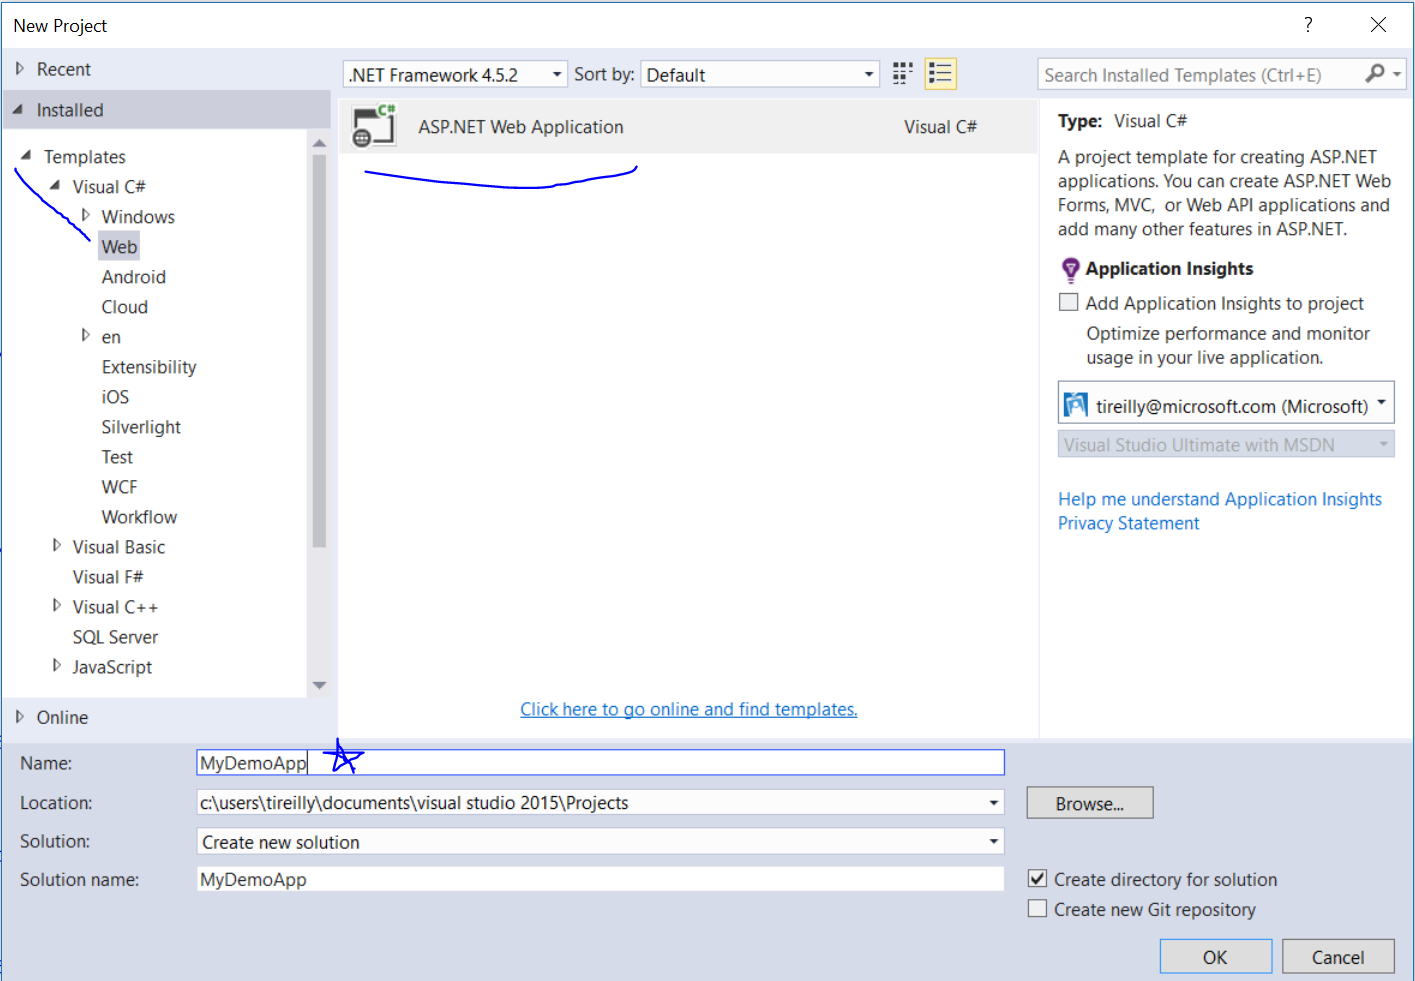 New Project
?
Recent
.NET Framework 4.5.2
Sort by:
Default
Search Installed Templates (Ctrl+E)
Installed
Templates
Visual C#
Windows
Web
Android
Cloud
en
Extensibility
iOS
Silverlight
Test
WCF
Workflow
Visual Basic
Visual F#
Visual C++
SQL Server
JavaScript
Online
C#
ASP.NET Web Application
Visual C#
Click here to go online and find templates.
Type: Visual C#
A project template for creating ASP.NET
applications. You can create ASP.NET Web
Forms, MVC, or Web API applications and
add many other features in ASP.NET.
Application Insights
Add Application Insights to project
Optimize performance and monitor
usage in your live application.
tireilly@microsoft.com (Microsoft)
Visual Studio Ultimate with MSDN
Help me understand Application Insights
Privacy Statement
Name:
MyDemoApp
Location:
c:\users\tireilly\documents\visual studio 2015\Projects
Browse...
Solution:
Create new solution
Solution name:
MyDemoApp
Create directory for solution
Create new Git repository
OK
Cancel